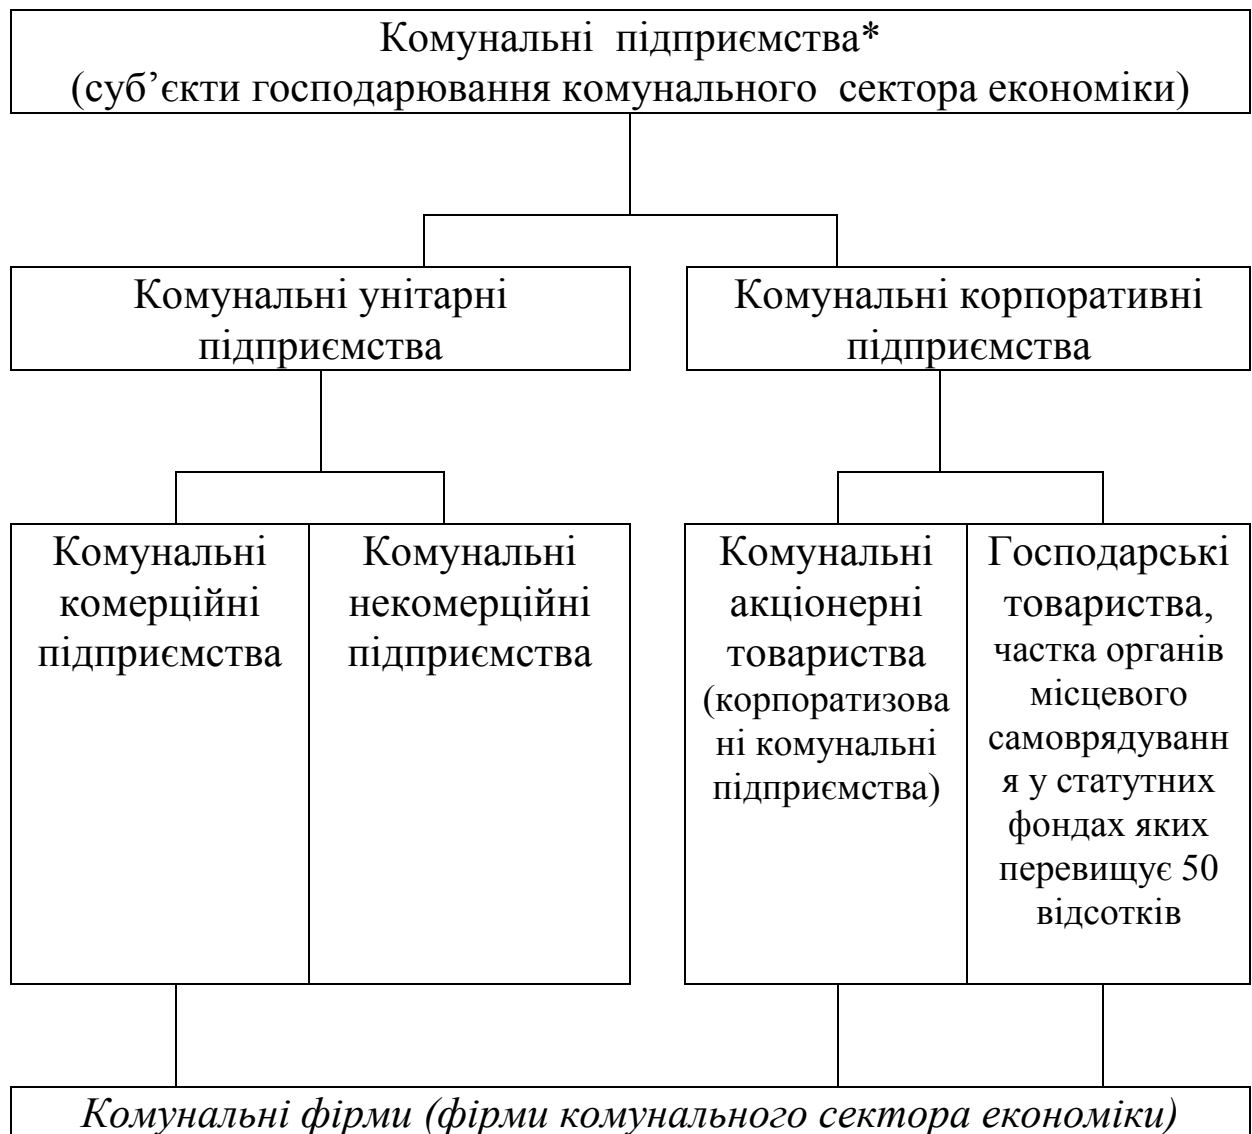 Комунальні підприємства*
(суб’єкти господарювання комунального сектора економіки)
Комунальні унітарні
підприємства
Комунальні корпоративні
підприємства
Комунальні
комерційні
підприємства
Комунальні
некомерційні
підприємства
Комунальні
акціонерні
товариства
(корпоратизова
ні комунальні
підприємства)
Господарські
товариства,
частка органів
місцевого
самоврядуванн
я у статутних
фондах яких
перевищує 50
відсотків
Комунальні фірми (фірми комунального сектора економіки)